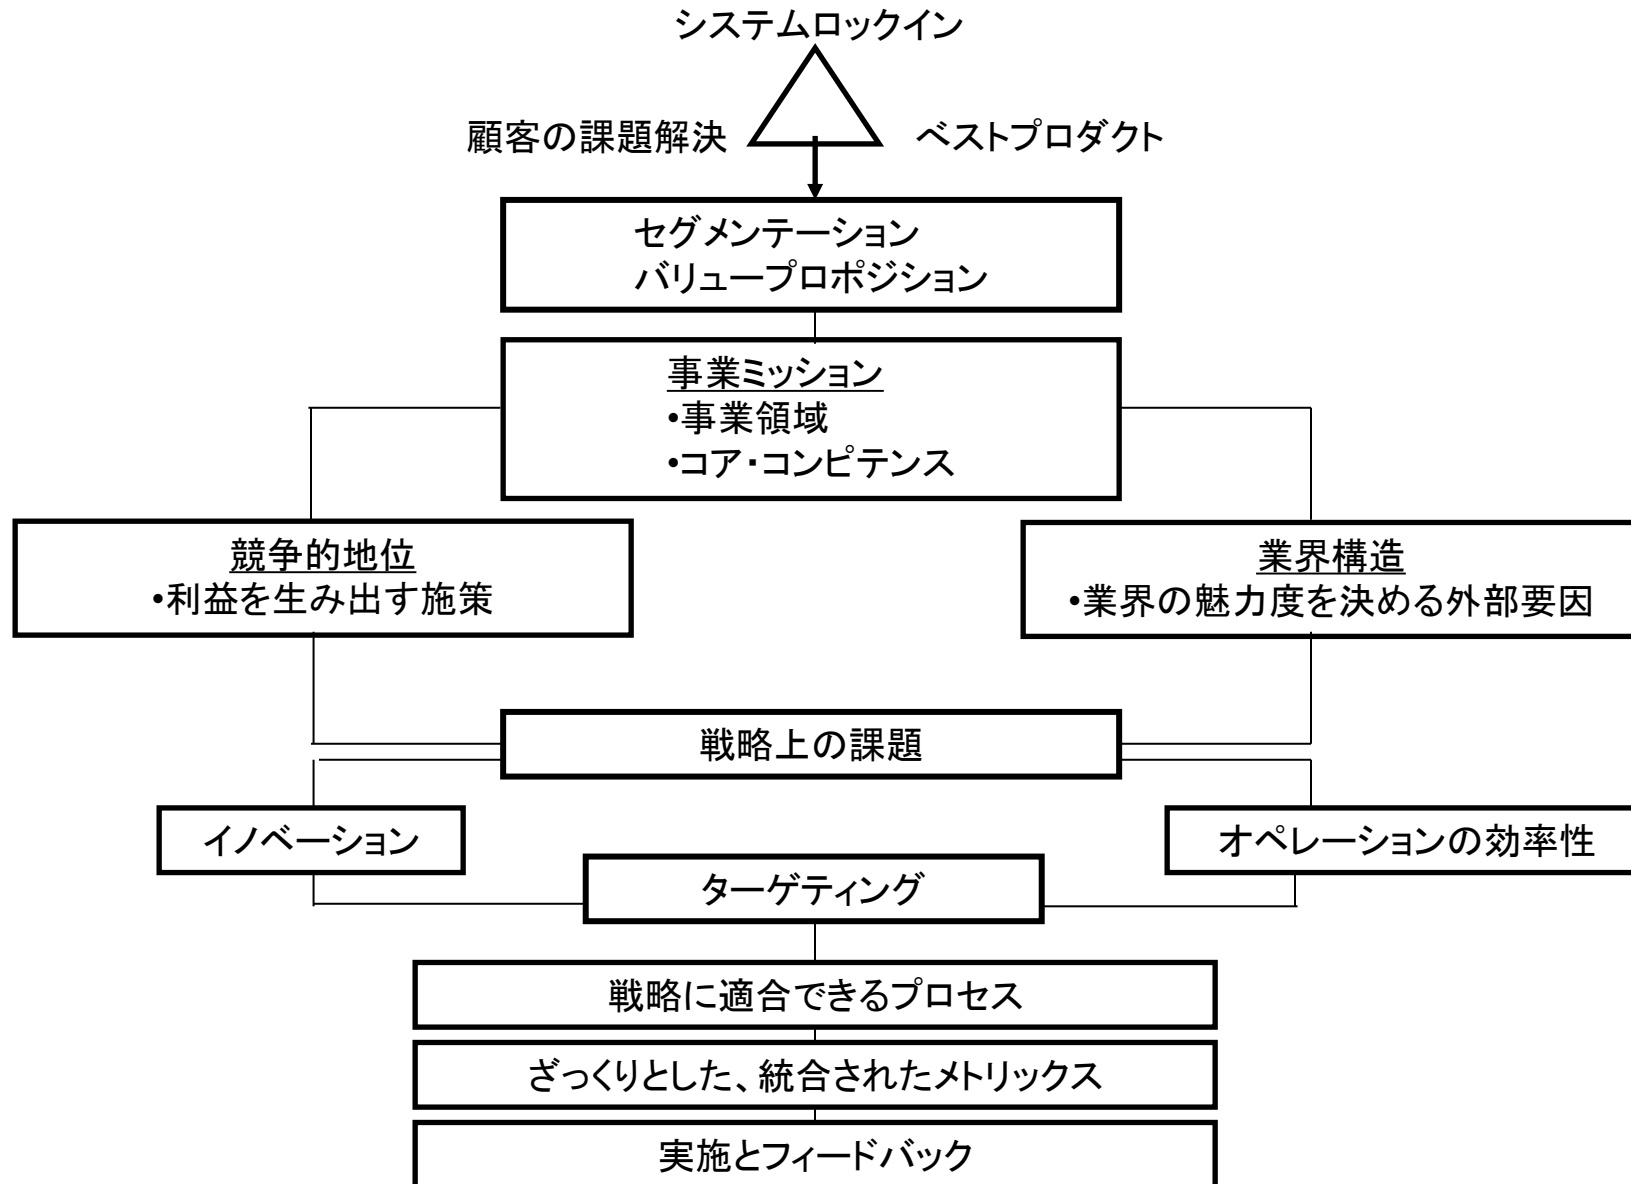 システムロックイン
顧客の課題解決
ベストプロダクト
セグメンテーション
バリュープロポジション
事業ミッション
•事業領域
•コア・コンピテンス
競争的地位
•利益を生み出す施策
業界構造
•業界の魅力度を決める外部要因
戦略上の課題
イノベーション
オペレーションの効率性
ターゲティング
戦略に適合できるプロセス
ざっくりとした、統合されたメトリックス
実施とフィードバック